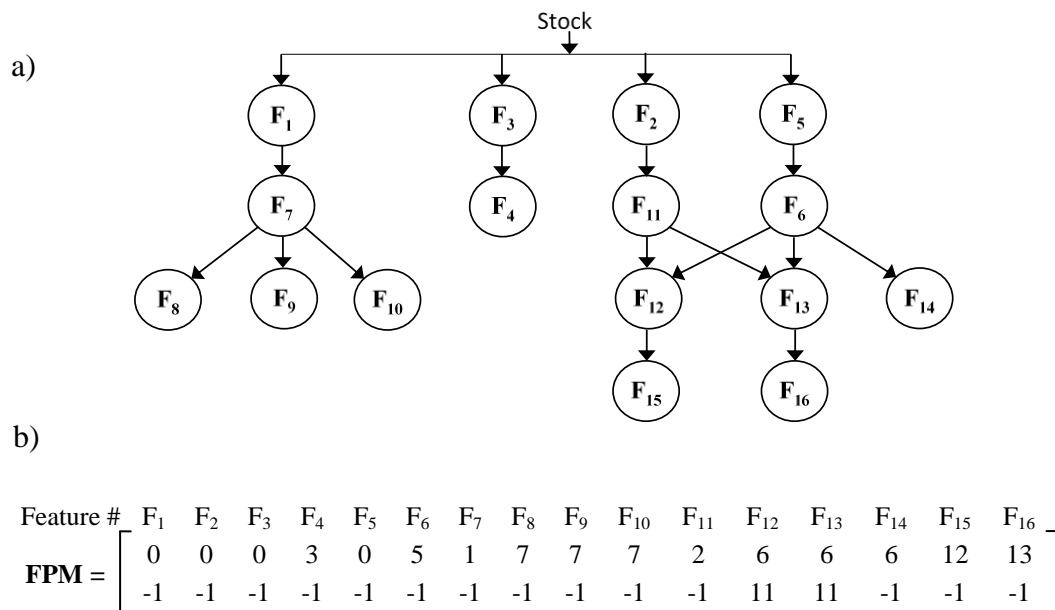 Stock
a)
F1 F3 F2 F5
F7 F4 F11 F6
F8 F9 F10 F12 F13 F14
F15 F16
b)
Feature # F1 F2 F3 F4 F5 F6 F7 F8 F9 F10 F11 F12 F13 F14 F15 F16
FPM = 0 0 0 3 0 5 1 7 7 7 2 6 6 6 12 13
-1 -1 -1 -1 -1 -1 -1 -1 -1 -1 -1 11 11 -1 -1 -1